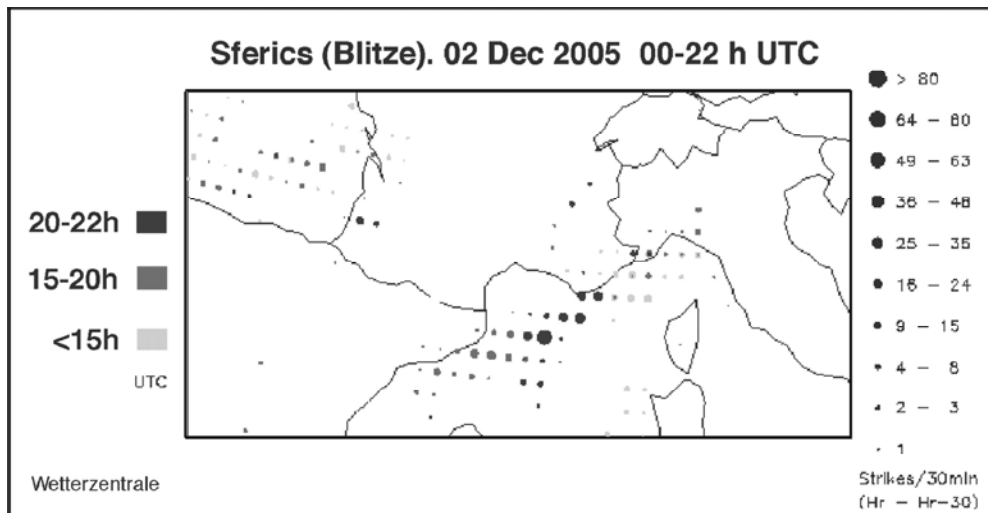 Sferics (Blitze). 02 Dec 2005 00-22 h UTC
20-22h
15-20h
<15h
UTC
> 80
64 - 80
49 - 63
36 - 48
25 - 35
16 - 24
9 - 15
4 - 8
2 - 3
1
Strikes/30min
(Hr - Hr-30)
Wetterzentrale